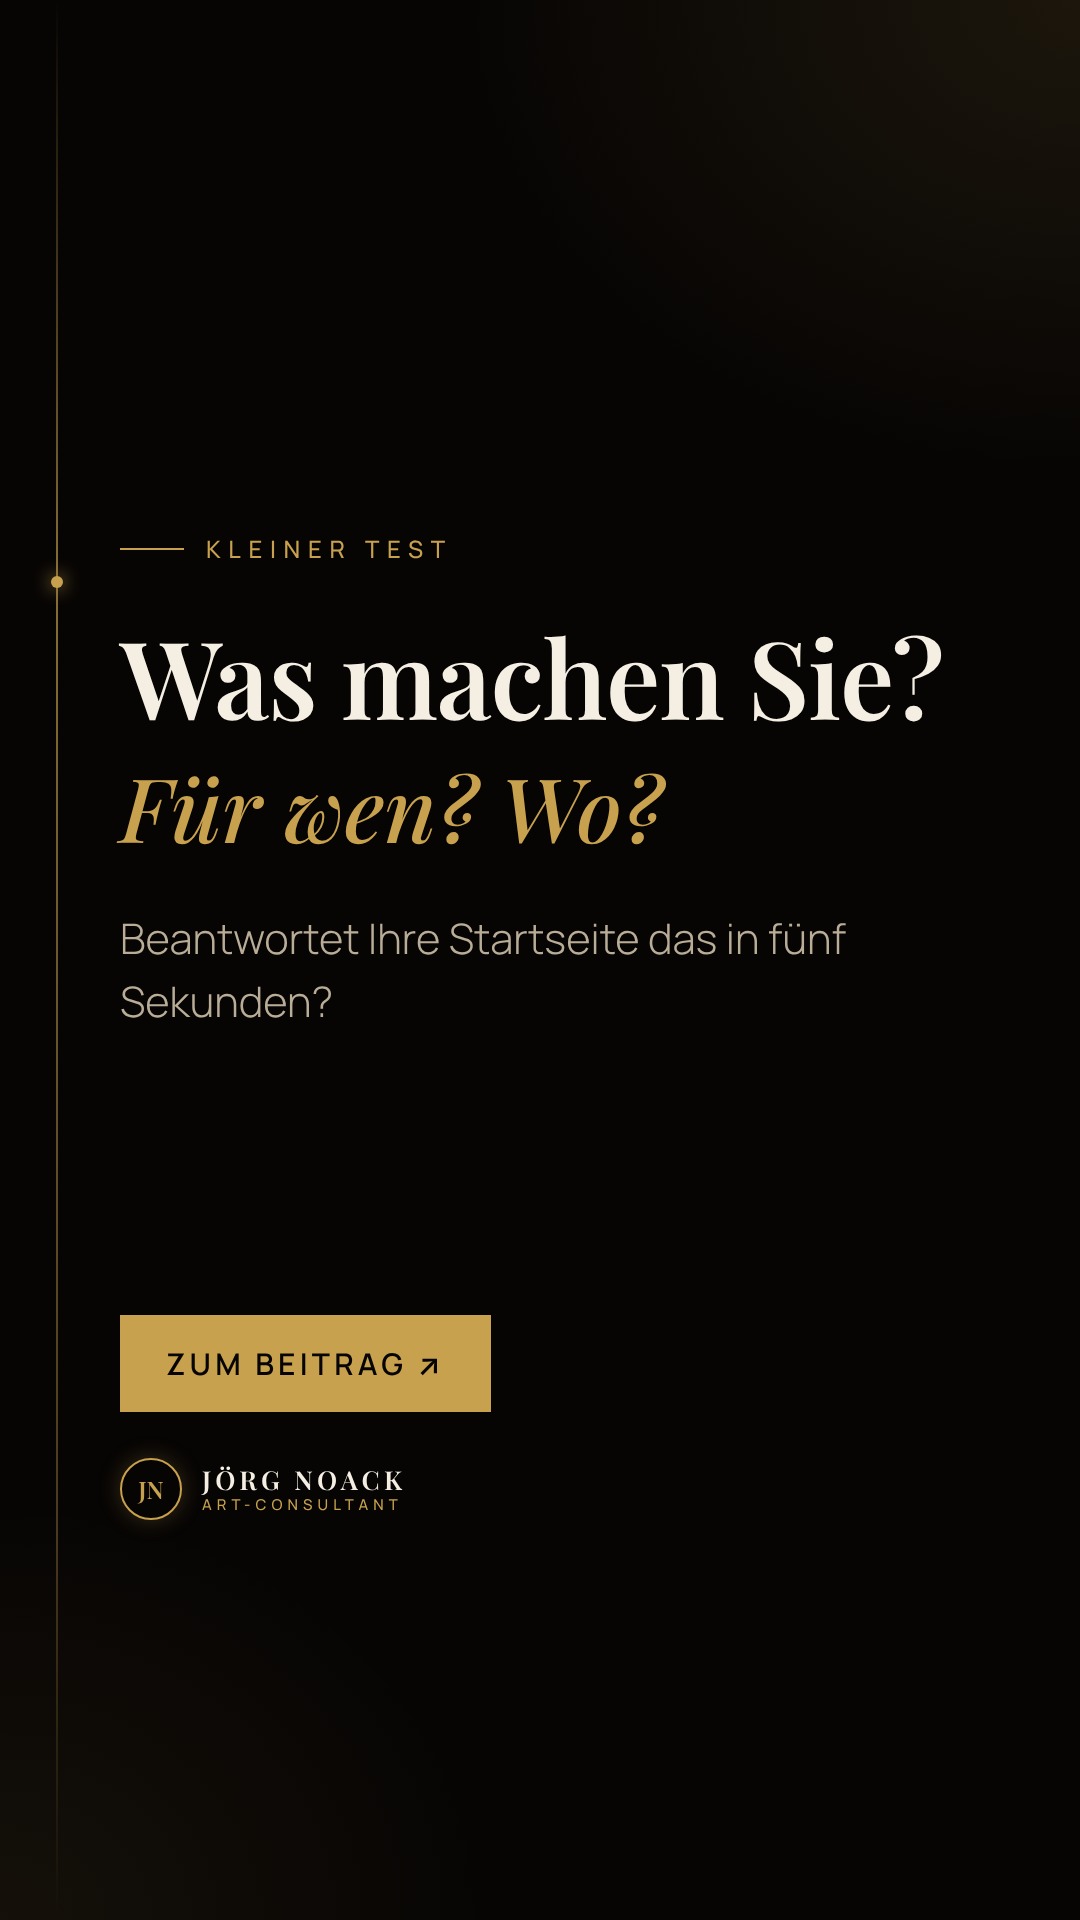 KLEINER TEST
Was machen Sie?
Für wen? Wo?
Beantwortet Ihre Startseite das in fünf
Sekunden?
ZUM BEITRAG ↗
JN
JÖRG NOACK
ART-CONSULTANT